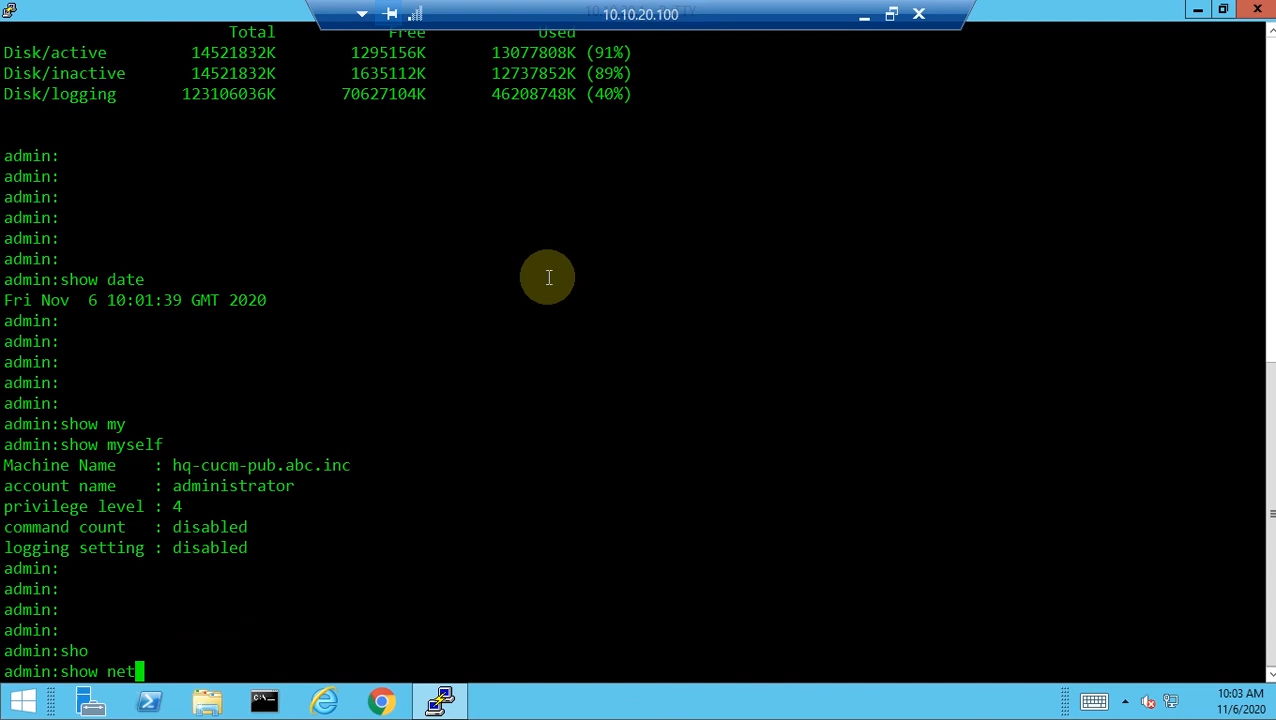 10.10.20.100
Total Free Used
Disk/active 14521832K 1295156K 13077808K (91%)
Disk/inactive 14521832K 1635112K 12737852K (89%)
Disk/logging 123106036K 70627104K 46208748K (40%)
admin:
admin:
admin:
admin:
admin:
admin:
admin:show date
Fri Nov  6 10:01:39 GMT 2020
admin:
admin:
admin:
admin:
admin:
admin:show my
admin:show myself
Machine Name : hq-cucm-pub.abc.inc
account name : administrator
privilege level : 4
command count : disabled
logging setting : disabled
admin:
admin:
admin:
admin:
admin:sho
admin:show net
10:03 AM
11/6/2020